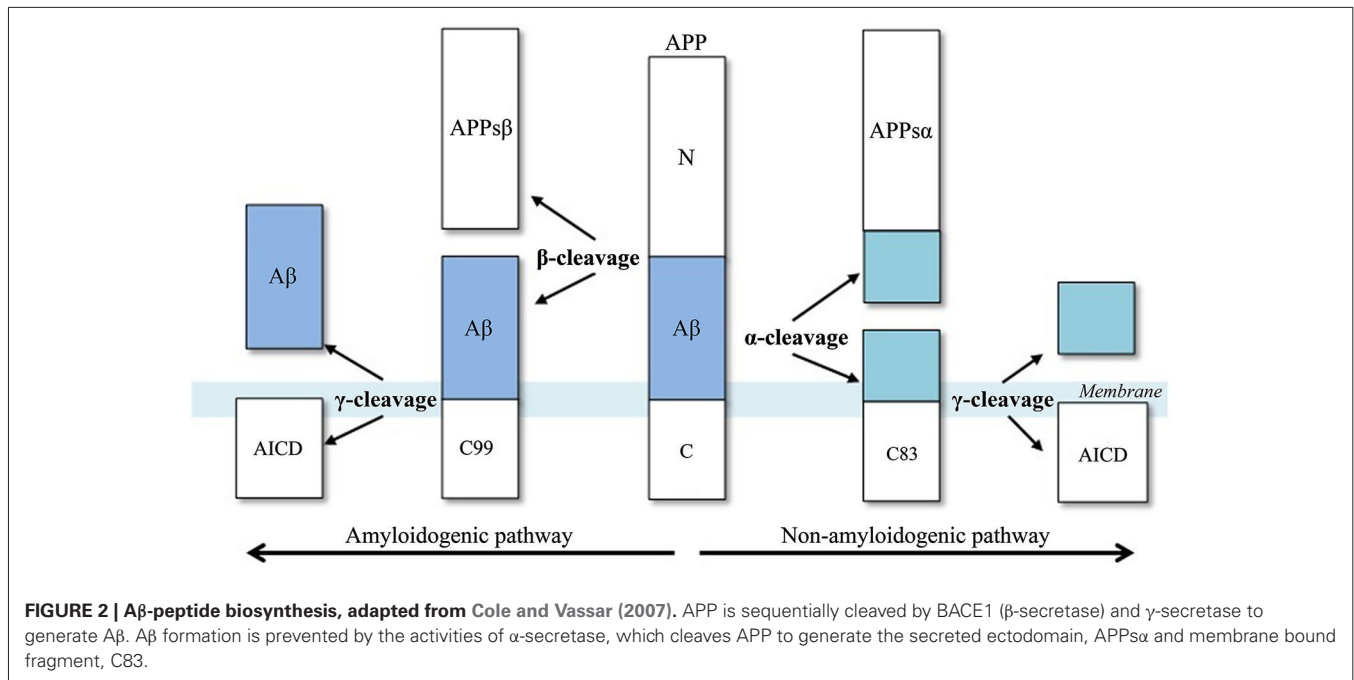 APP
APPsβ
N
APPsα
β-cleavage
Aβ
Aβ
Aβ
α-cleavage
γ-cleavage
γ-cleavage
Membrane
AICD
C99
C
C83
AICD
Amyloidogenic pathway
Non-amyloidogenic pathway
FIGURE 2 | Aβ-peptide biosynthesis, adapted from Cole and Vassar (2007). APP is sequentially cleaved by BACE1 (β-secretase) and γ-secretase to
generate Aβ. Aβ formation is prevented by the activities of α-secretase, which cleaves APP to generate the secreted ectodomain, APPsα and membrane bound
fragment, C83.